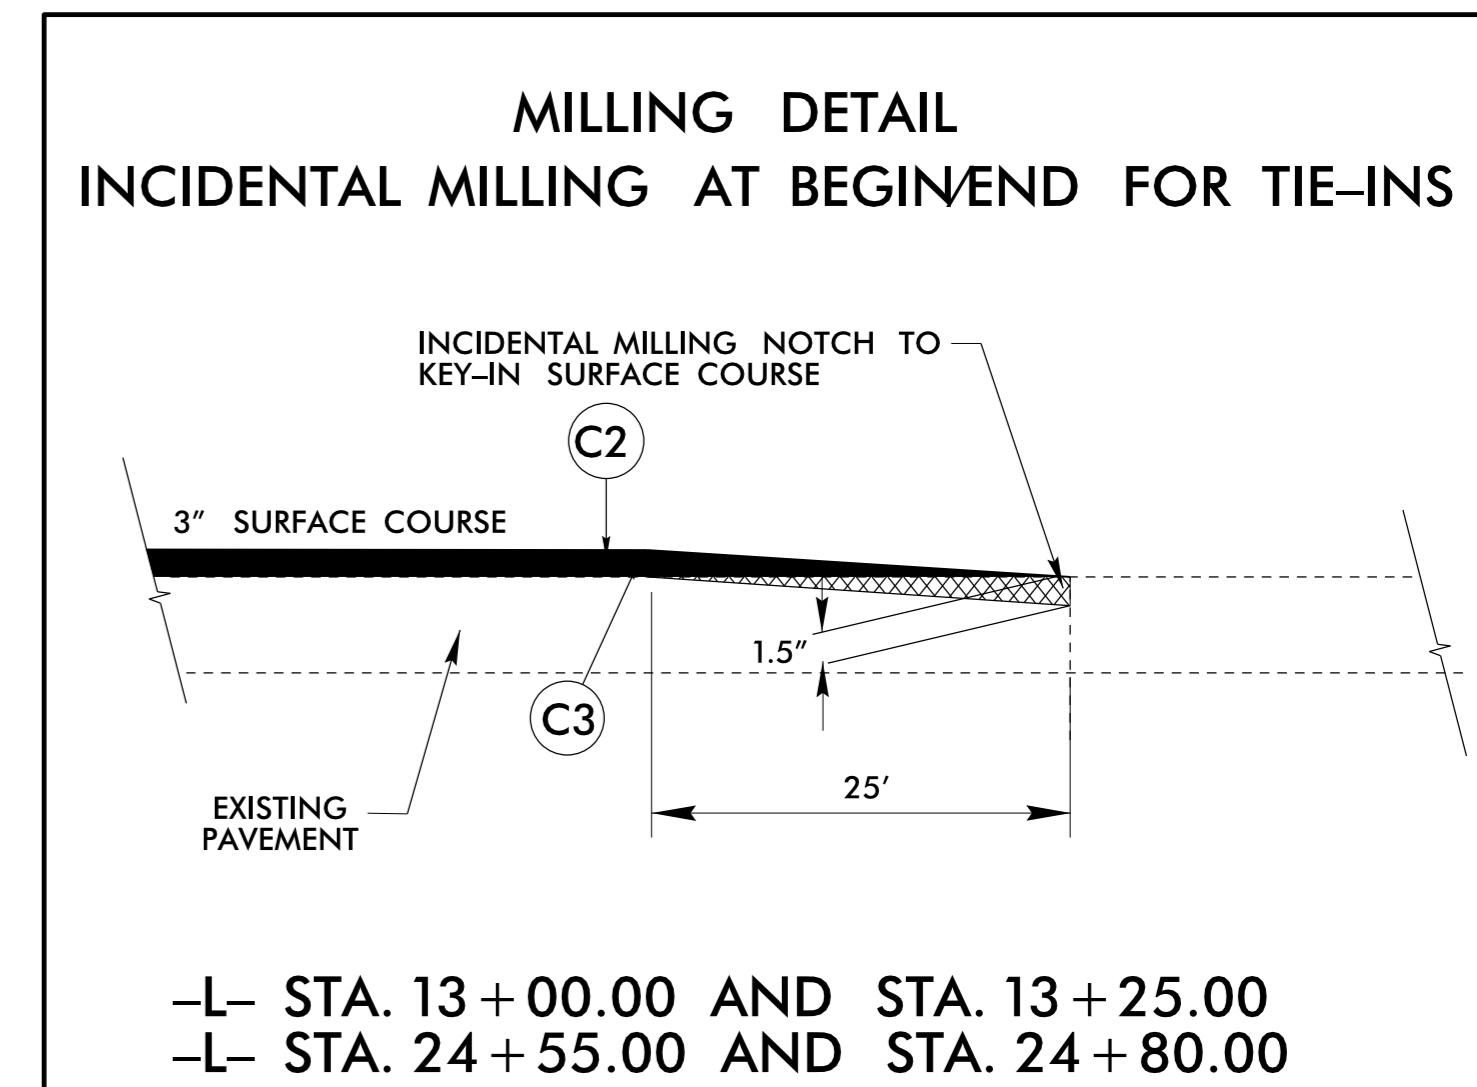 MILLING DETAIL
INCIDENTAL MILLING AT BEGIN/END FOR TIE–INS
INCIDENTAL MILLING NOTCH TO
KEY–IN SURFACE COURSE
C2
3" SURFACE COURSE
1.5"
C3
25'
EXISTING
PAVEMENT
–L– STA. 13+00.00 AND STA. 13+25.00
–L– STA. 24+55.00 AND STA. 24+80.00